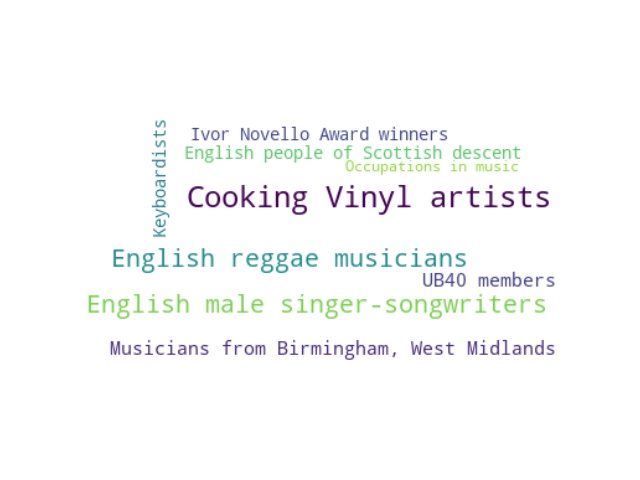 Keyboardists
Ivor Novello Award winners
English people of Scottish descent
Occupations in music
Cooking Vinyl artists
English reggae musicians
UB40 members
English male singer-songwriters
Musicians from Birmingham, West Midlands